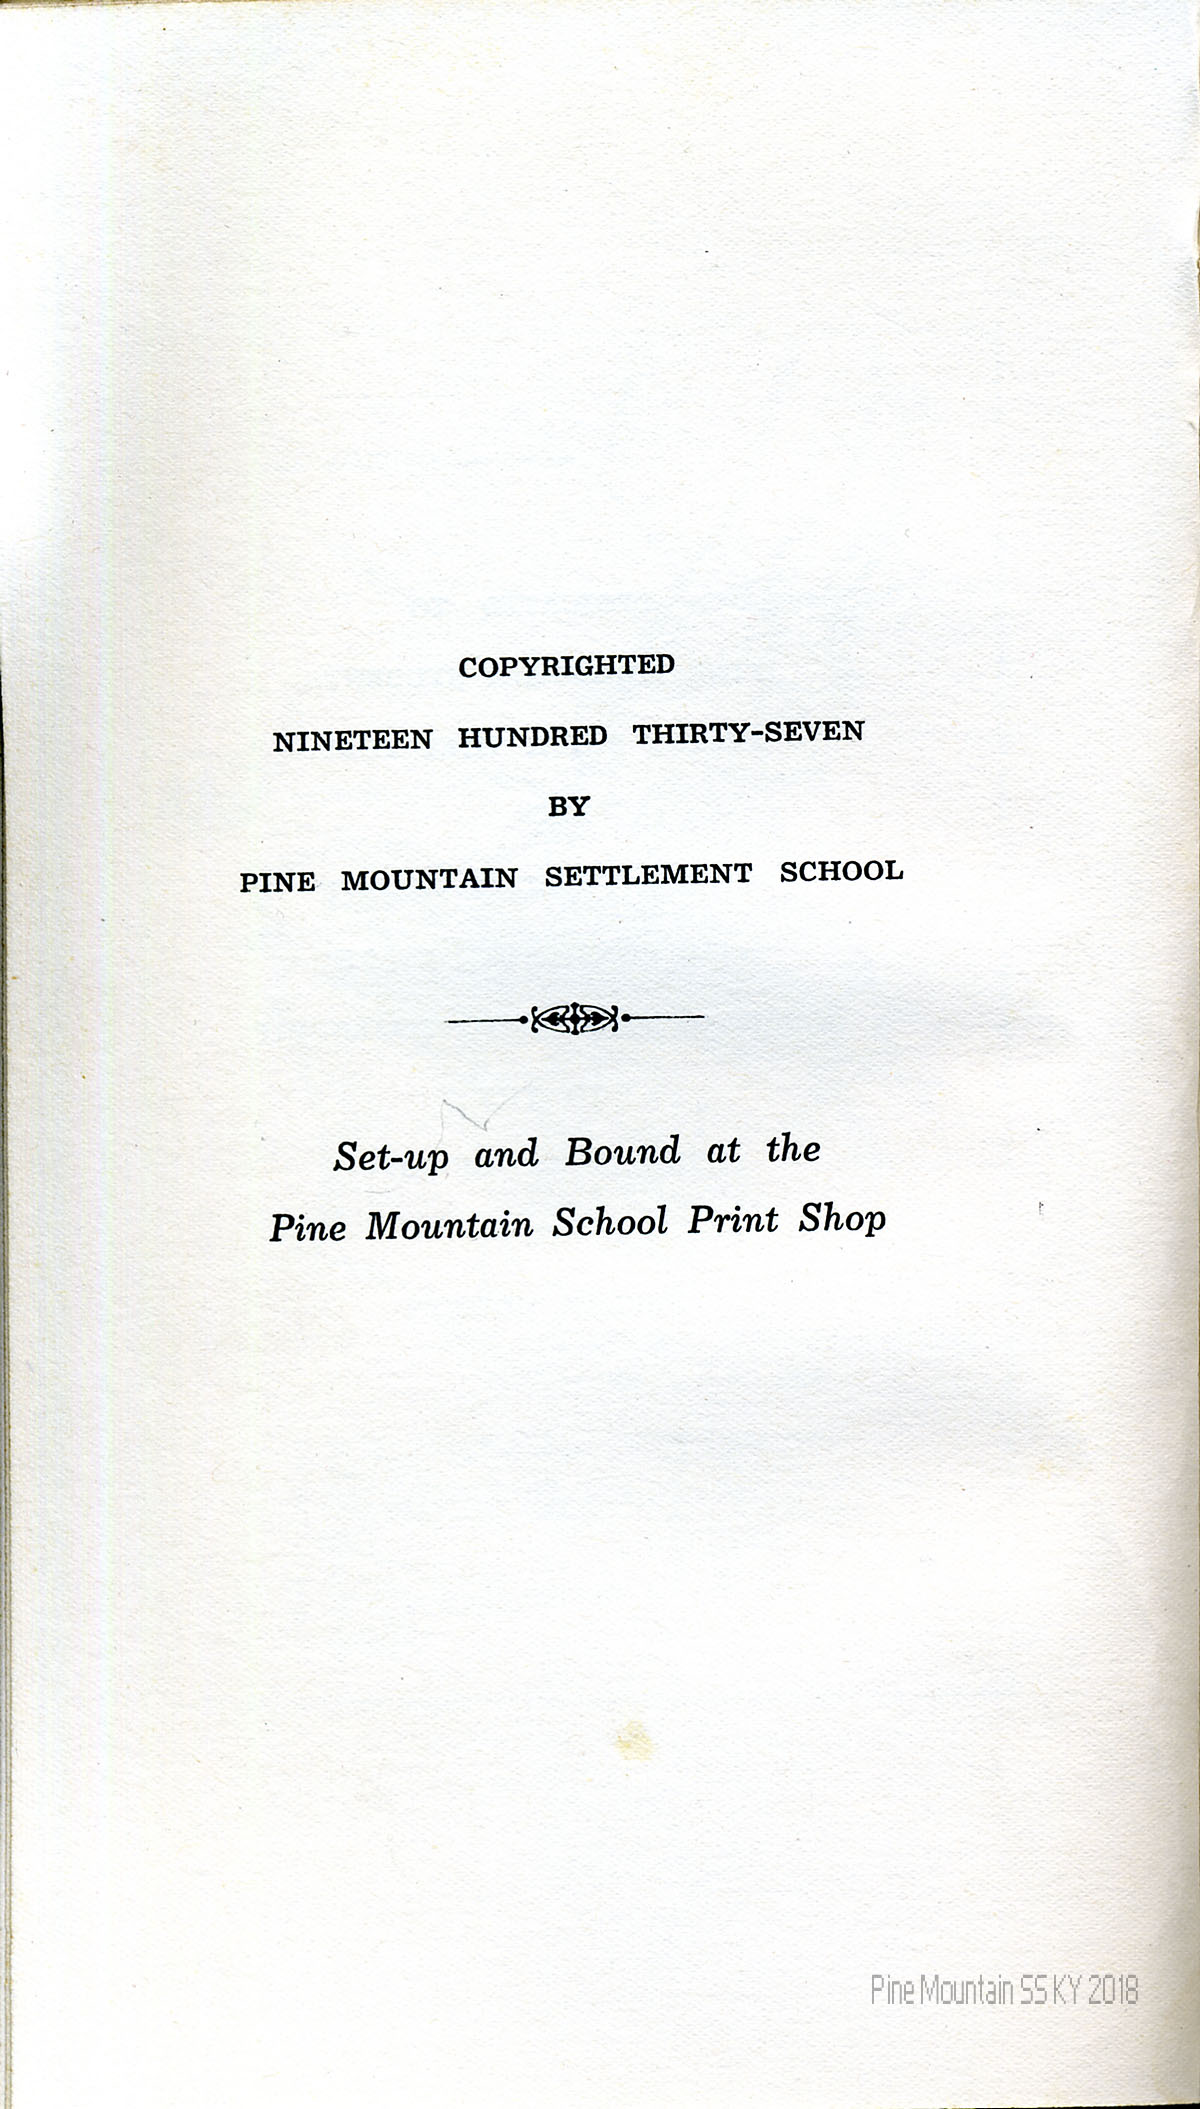 COPYRIGHTED
NINETEEN HUNDRED THIRTY-SEVEN
BY
PINE MOUNTAIN SETTLEMENT SCHOOL
Set-up and Bound at the
Pine Mountain School Print Shop
Pine Mountain SS KY 2018